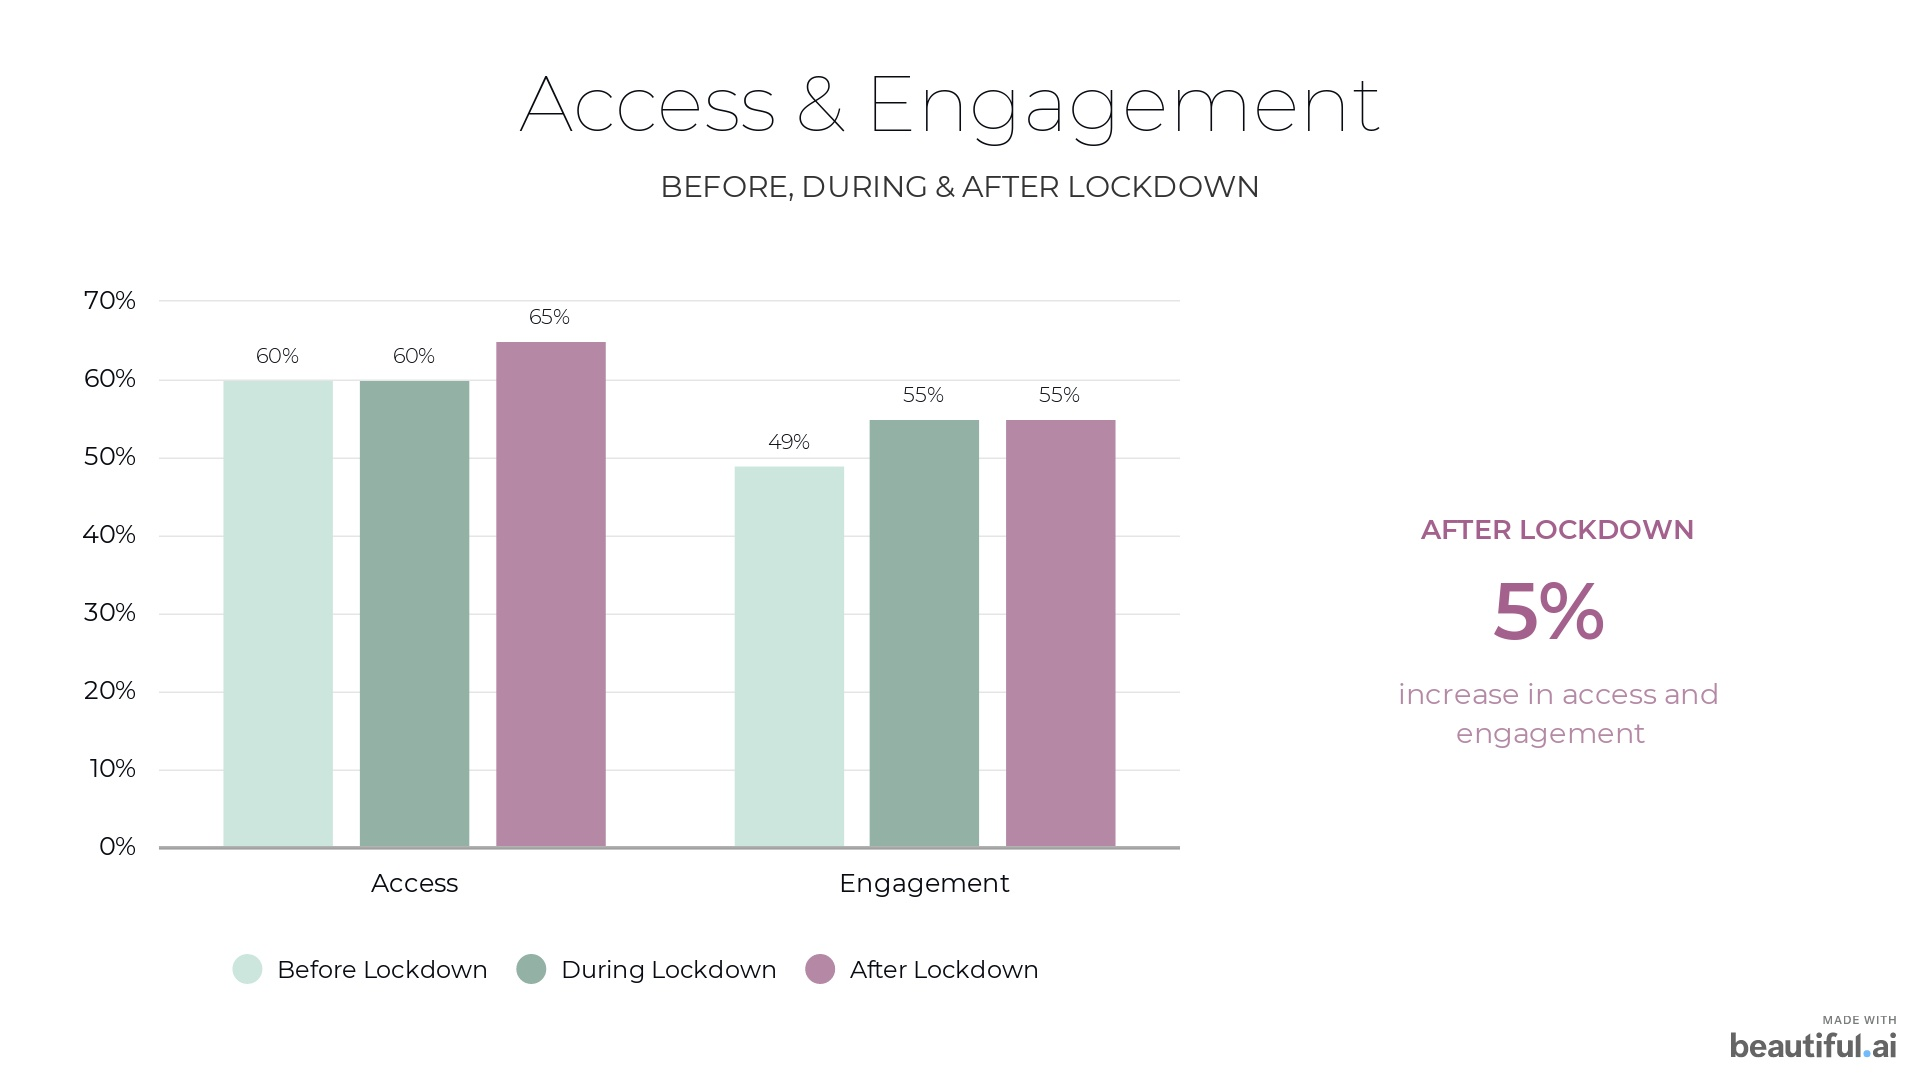 Access & Engagement
BEFORE, DURING & AFTER LOCKDOWN
70%
60%
50%
40%
30%
20%
10%
0%
60%
60%
65%
49%
55%
55%
Access
Engagement
Before Lockdown
During Lockdown
After Lockdown
AFTER LOCKDOWN
5%
increase in access and
engagement
MADE WITH
beautiful.ai